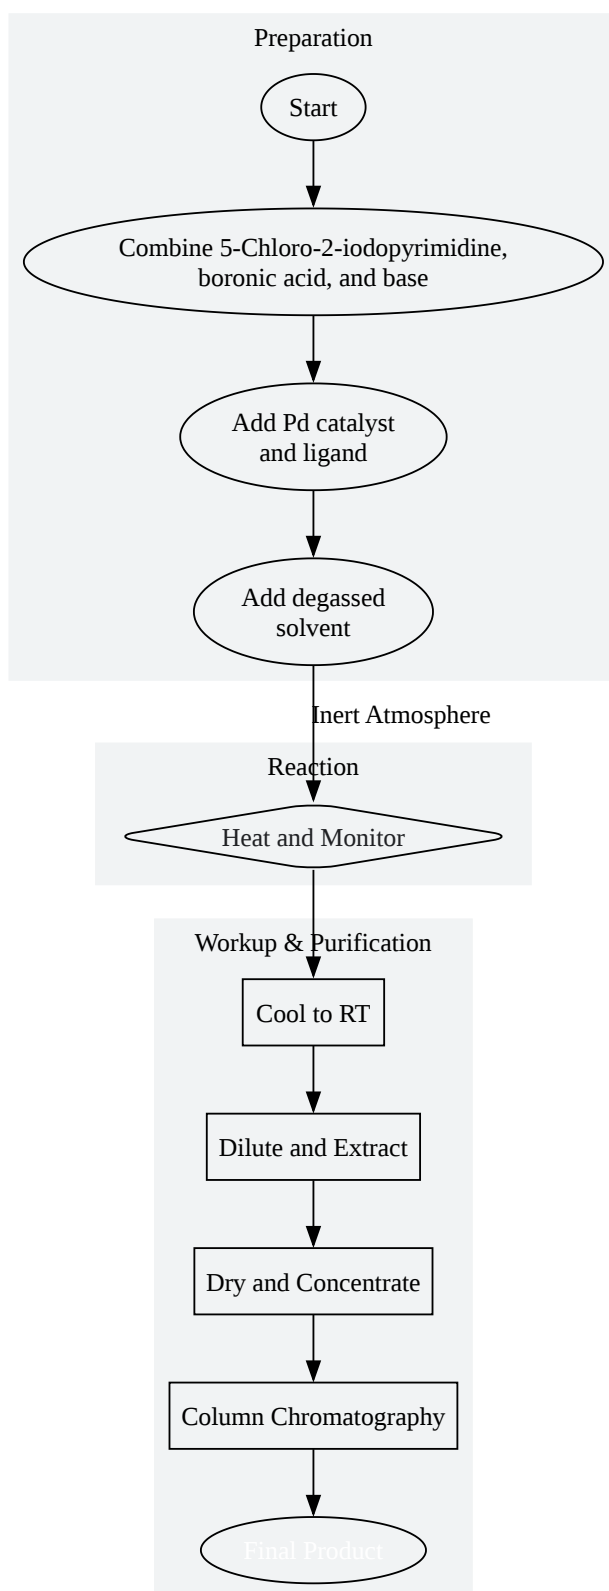 Preparation
Start
Combine 5-Chloro-2-iodopyrimidine,
boronic acid, and base
Add Pd catalyst
and ligand
Add degassed
solvent
Inert Atmosphere
Reaction
Heat and Monitor
Workup & Purification
Cool to RT
Dilute and Extract
Dry and Concentrate
Column Chromatography
Final Product